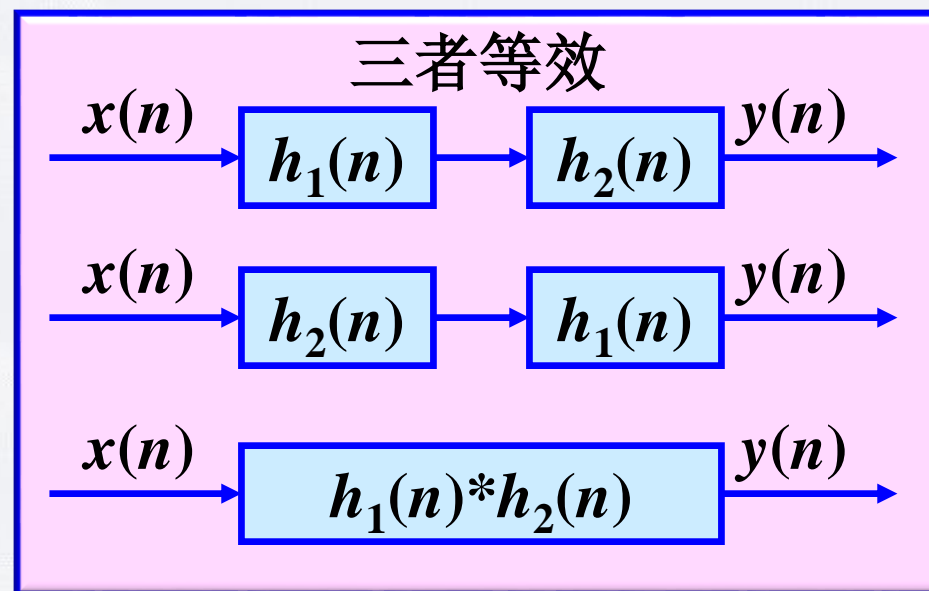 三者等效
x(n) y(n)
h₁(n) h₂(n)
x(n) y(n)
h₂(n) h₁(n)
x(n) y(n)
h₁(n)*h₂(n)